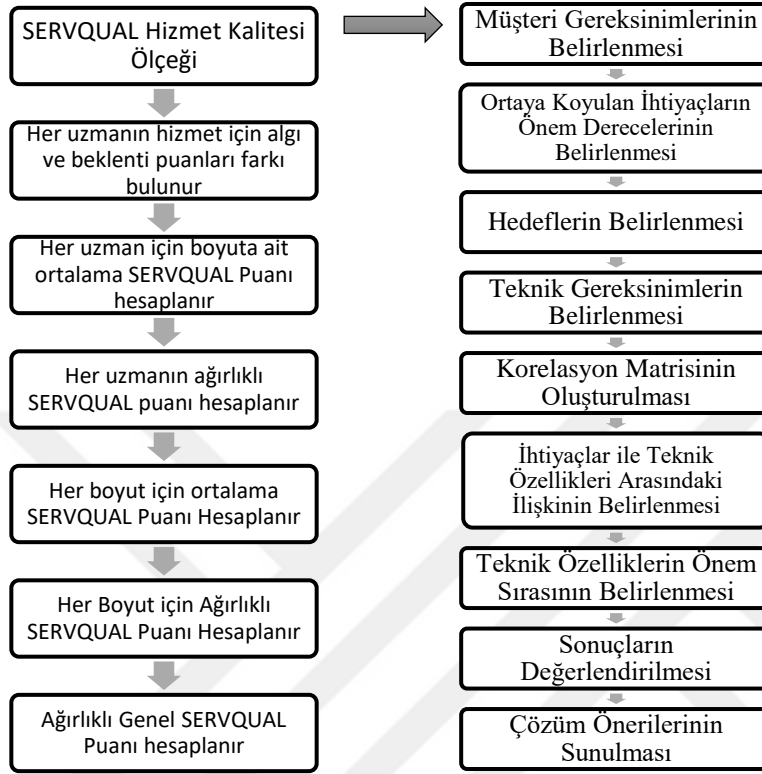 SERVQUAL Hizmet Kalitesi
Ölçeği
Her uzmanın hizmet için algı
ve beklenti puanları farkı
bulunur
Her uzman için boyuta ait
ortalama SERVQUAL Puanı
hesaplanır
Her uzmanın ağırlıklı
SERVQUAL puanı hesaplanır
Her boyut için ortalama
SERVQUAL Puanı Hesaplanır
Her Boyut için Ağırlıklı
SERVQUAL Puanı Hesaplanır
Ağırlıklı Genel SERVQUAL
Puanı hesaplanır
Müşteri Gereksinimlerinin
Belirlenmesi
Ortaya Koyulan İhtiyaçların
Önem Derecelerinin
Belirlenmesi
Hedeflerin Belirlenmesi
Teknik Gereksinimlerin
Belirlenmesi
Korelasyon Matrisinin
Oluşturulması
İhtiyaçlar ile Teknik
Özellikleri Arasındaki
İlişkinin Belirlenmesi
Teknik Özelliklerin Önem
Sırasının Belirlenmesi
Sonuçların
Değerlendirilmesi
Çözüm Önerilerinin
Sunulması